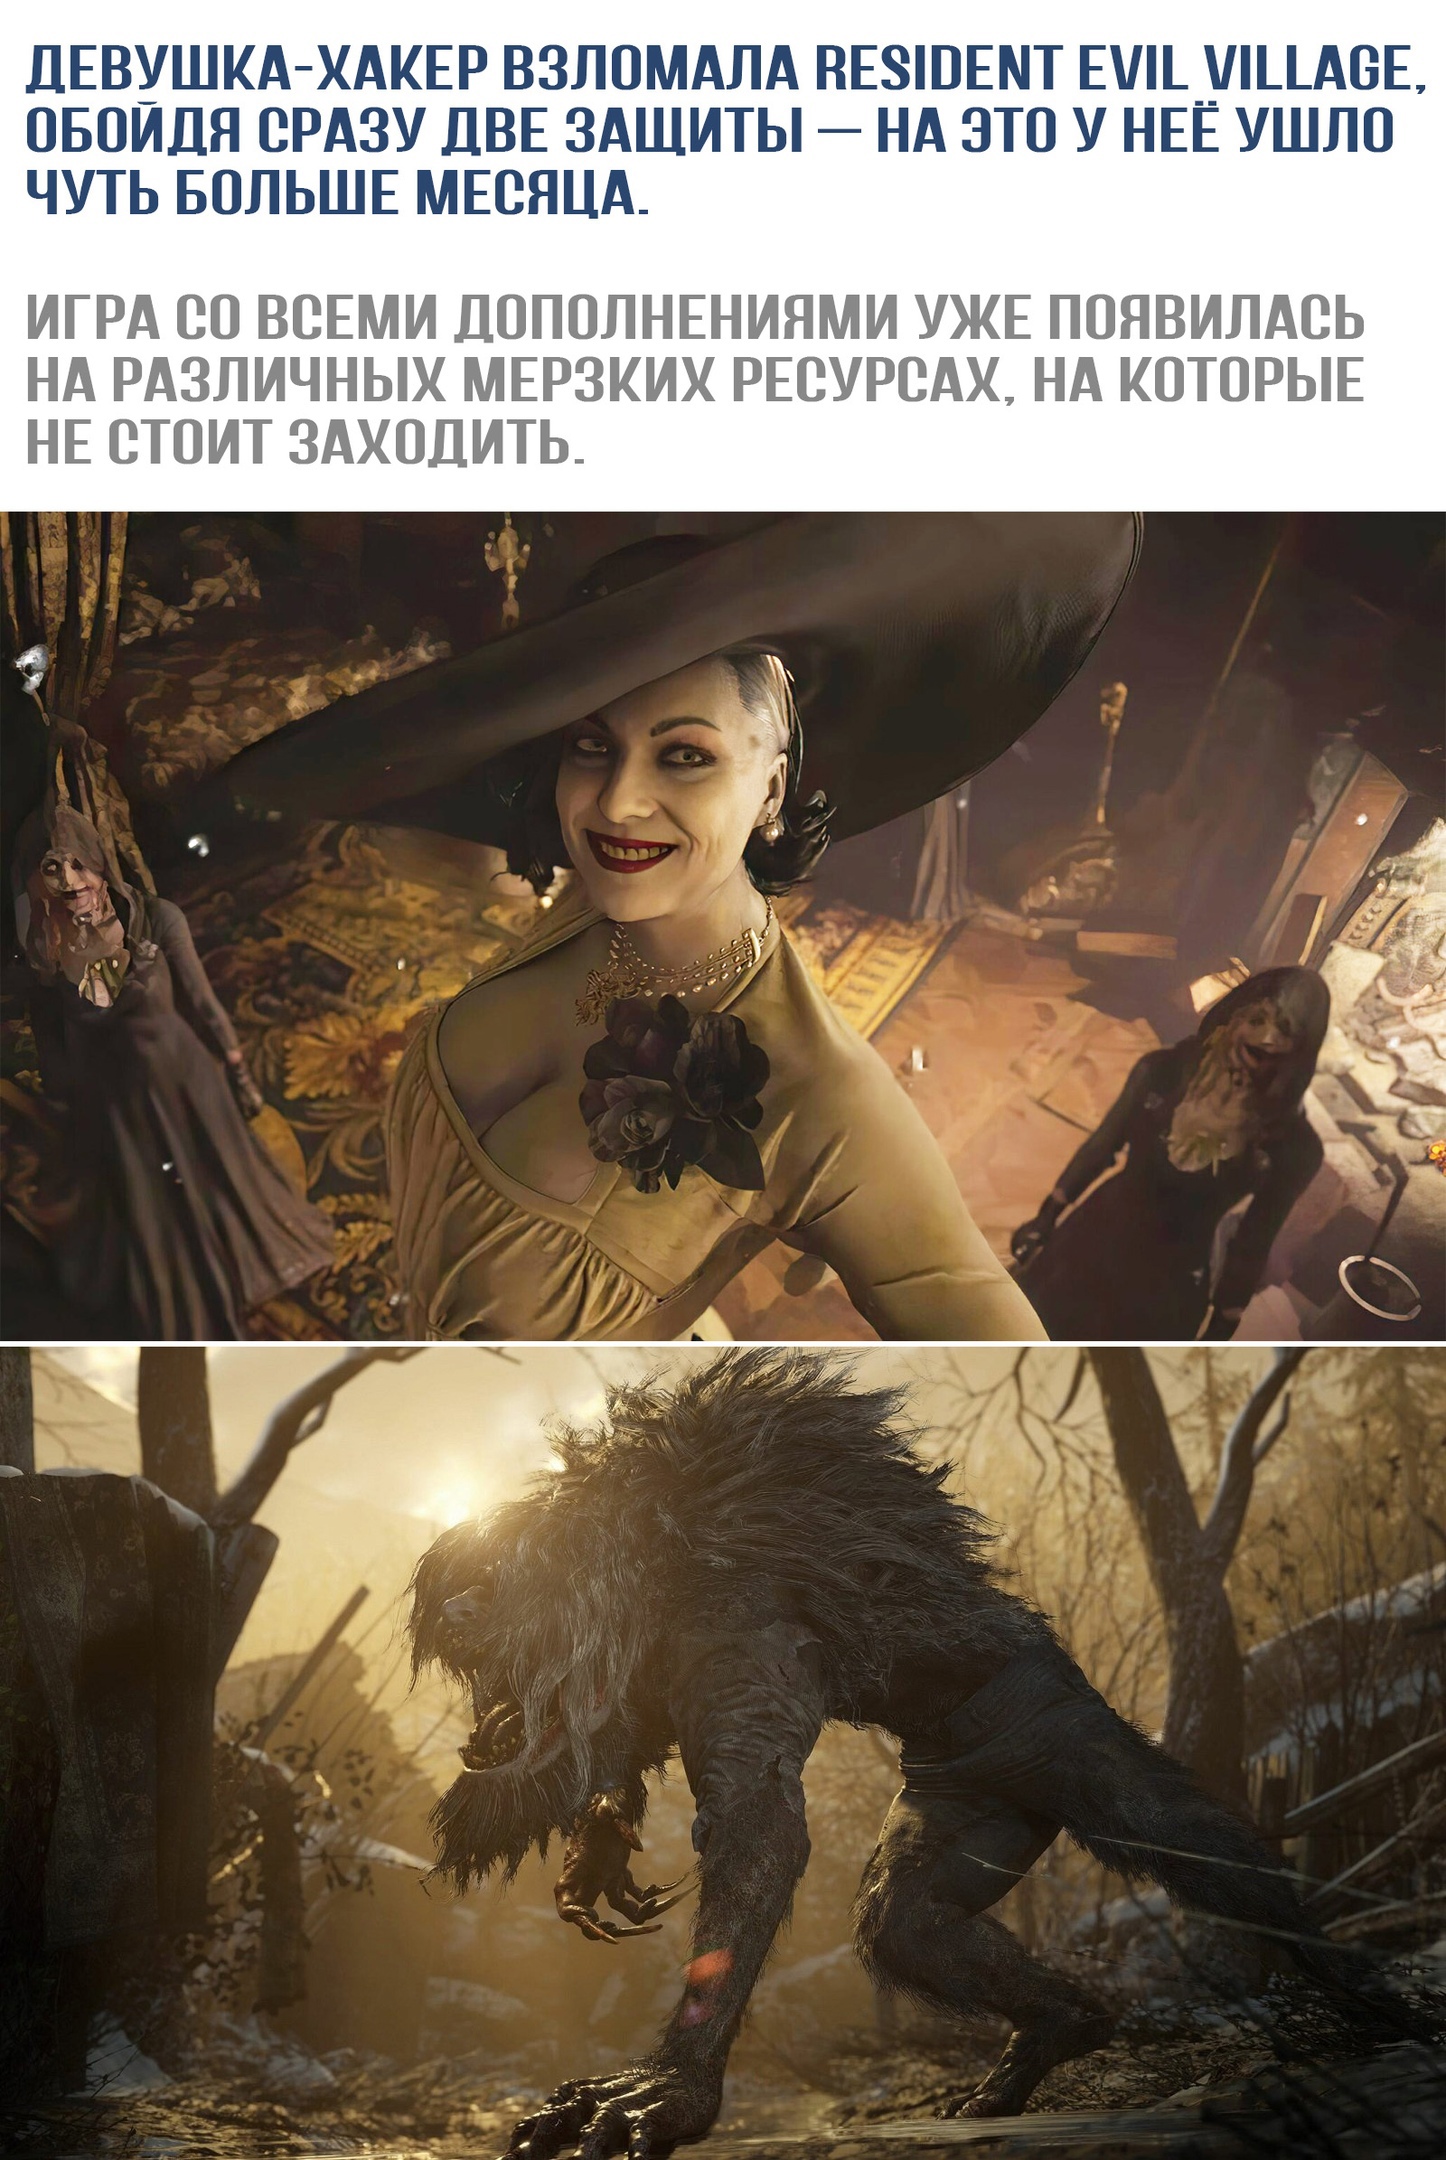 ДЕВУШКА-ХАКЕР ВЗЛОМАЛА RESIDENT EVIL VILLAGE,
ОБОЙДЯ СРАЗУ ДВЕ ЗАЩИТЫ — НА ЭТО У НЕЁ УШЛО
ЧУТЬ БОЛЬШЕ МЕСЯЦА.
ИГРА СО ВСЕМИ ДОПОЛНЕНИЯМИ УЖЕ ПОЯВИЛАСЬ
НА РАЗЛИЧНЫХ МЕРЗКИХ РЕСУРСАХ, НА КОТОРЫЕ
НЕ СТОИТ ЗАХОДИТЬ.